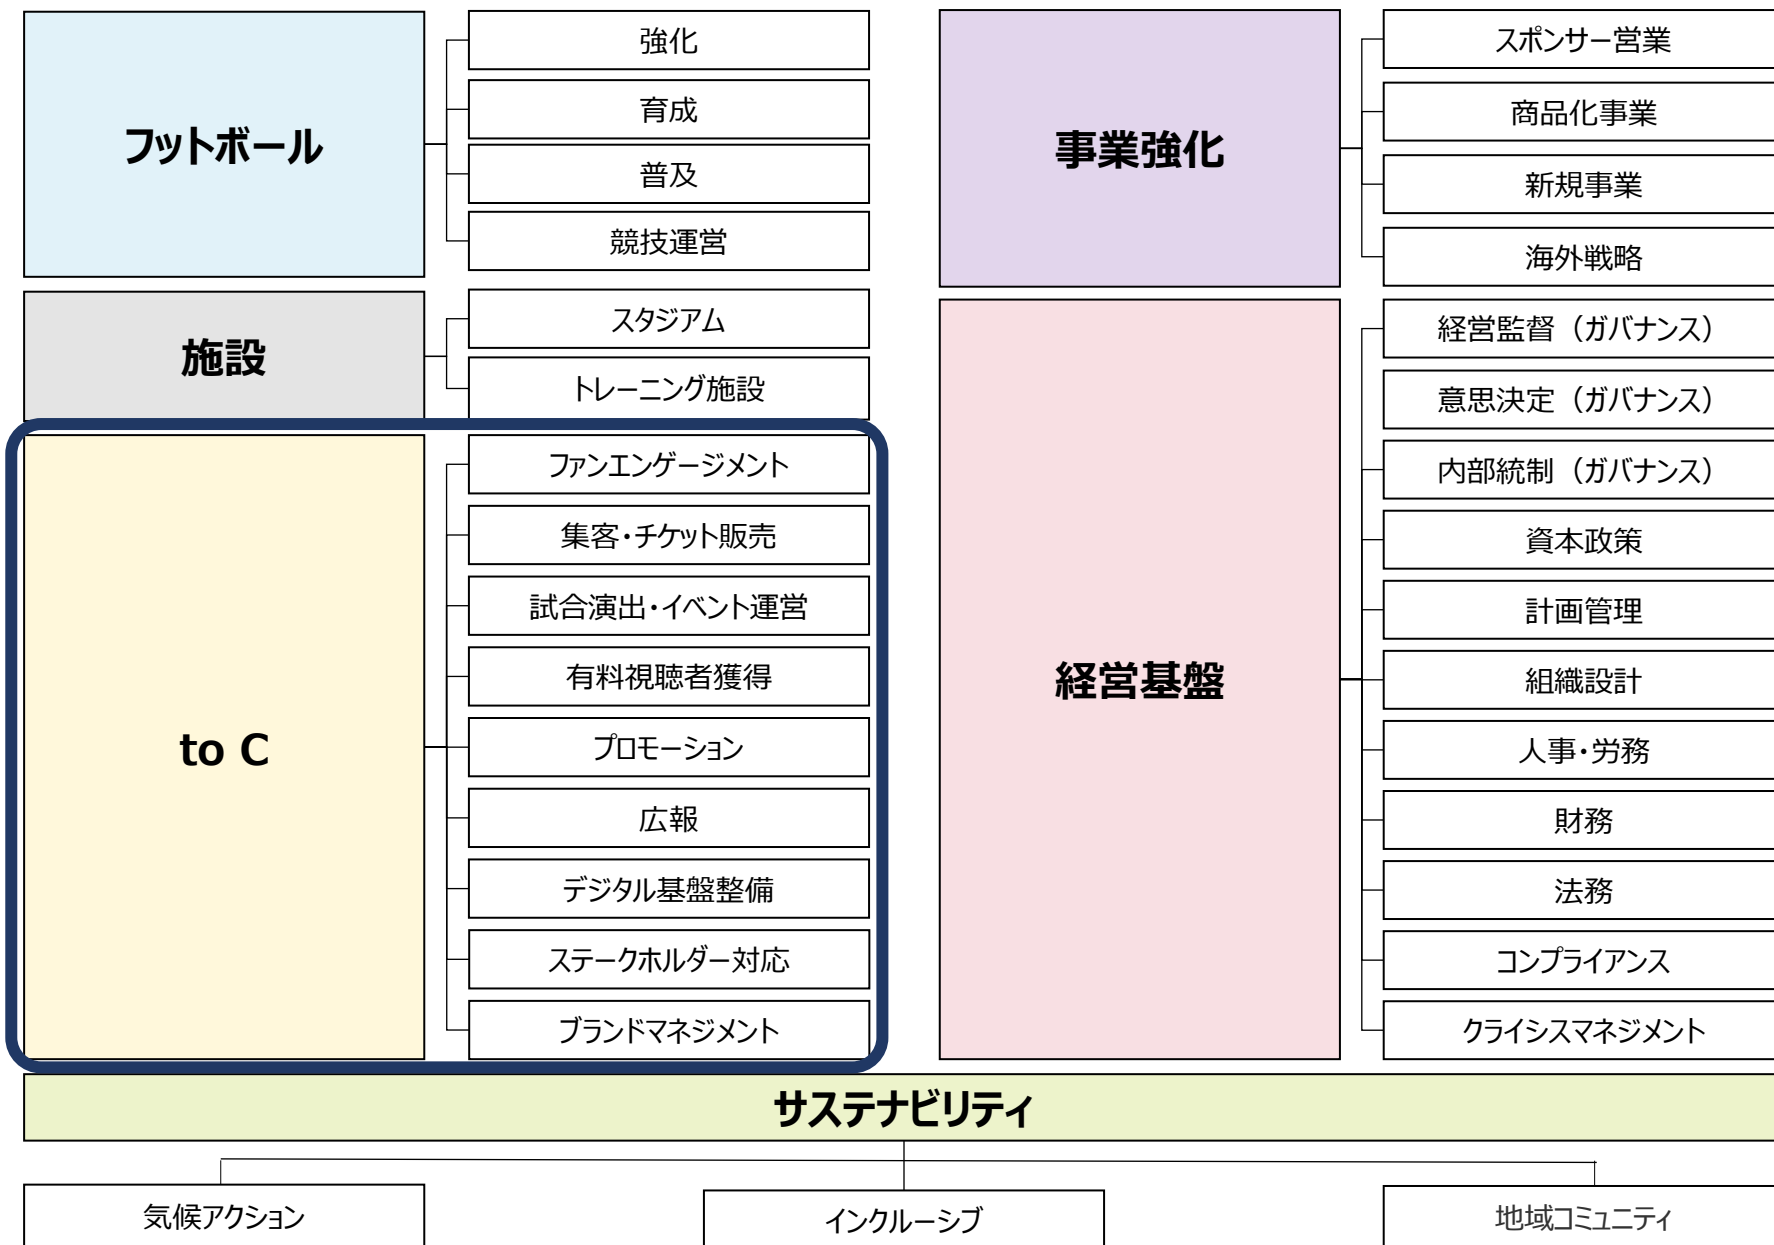 フットボール
強化
育成
普及
競技運営
施設
スタジアム
トレーニング施設
to C
ファンエンゲージメント
集客・チケット販売
試合演出・イベント運営
有料視聴者獲得
プロモーション
広報
デジタル基盤整備
ステークホルダー対応
ブランドマネジメント
事業強化
スポンサー営業
商品化事業
新規事業
海外戦略
経営基盤
経営監督（ガバナンス）
意思決定（ガバナンス）
内部統制（ガバナンス）
資本政策
計画管理
組織設計
人事・労務
財務
法務
コンプライアンス
クライシスマネジメント
サステナビリティ
気候アクション
インクルーシブ
地域コミュニティ